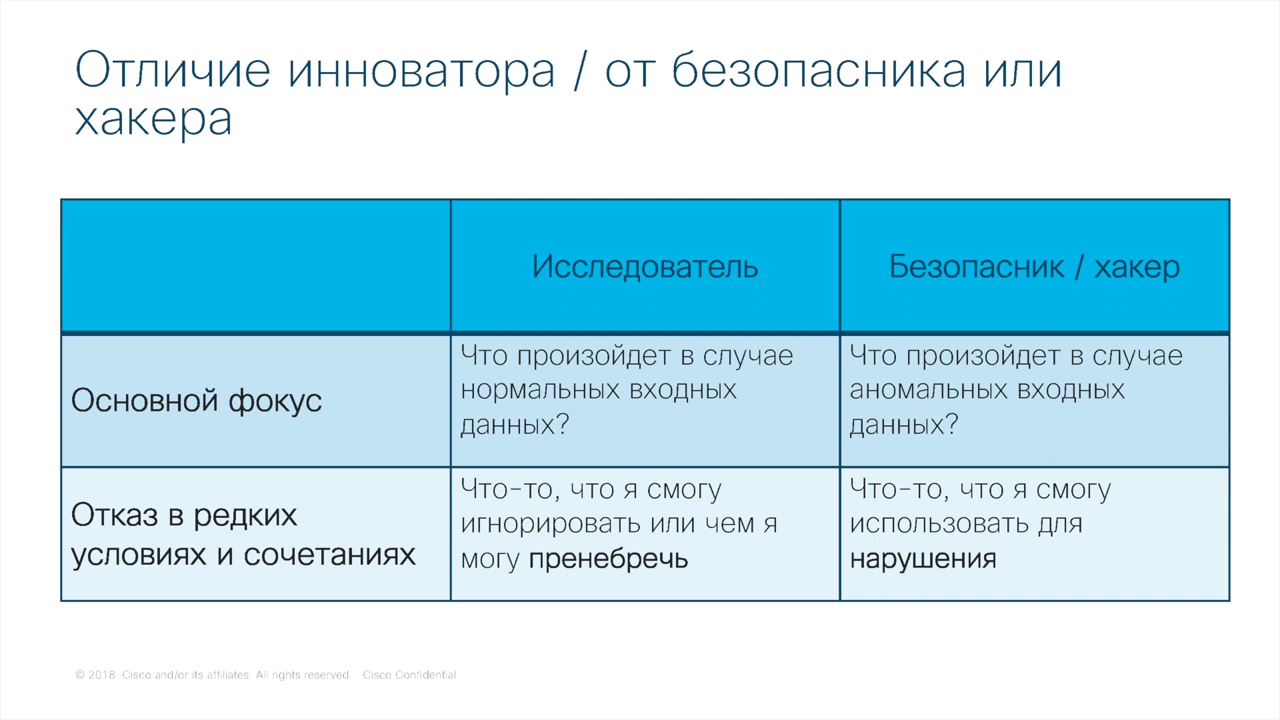 Отличие инноватора / от безопасника или
хакера
Исследователь
Безопасник / хакер
Основной фокус
Что произойдет в случае
нормальных входных
данных?
Что произойдет в случае
аномальных входных
данных?
Отказ в редких
условиях и сочетаниях
Что-то, что я смогу
игнорировать или чем я
могу пренебречь
Что-то, что я смогу
использовать для
нарушения
© 2018 Cisco and/or its affiliates. All rights reserved. Cisco Confidential